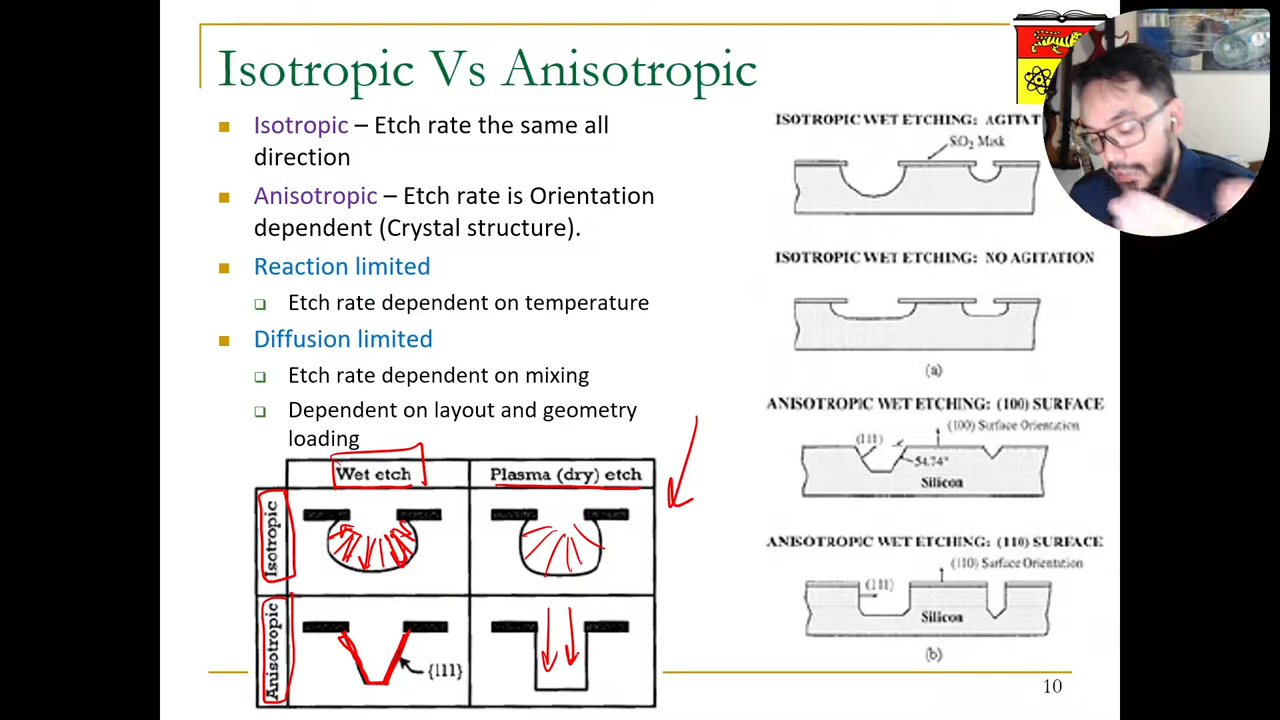 Isotropic Vs Anisotropic
Isotropic – Etch rate the same all
direction
Anisotropic – Etch rate is Orientation
dependent (Crystal structure).
Reaction limited
Etch rate dependent on temperature
Diffusion limited
Etch rate dependent on mixing
Dependent on layout and geometry
loading
Wet etch
Plasma (dry) etch
Isotropic
Anisotropic
{111}
ISOTROPIC WET ETCHING: AGITAT
SiO2 Mask
ISOTROPIC WET ETCHING: NO AGITATION
(a)
ANISOTROPIC WET ETCHING: (100) SURFACE
(100) Surface Orientation
(111)
54.74°
Silicon
ANISOTROPIC WET ETCHING: (110) SURFACE
(110) Surface Orientation
(111)
Silicon
(b)
10